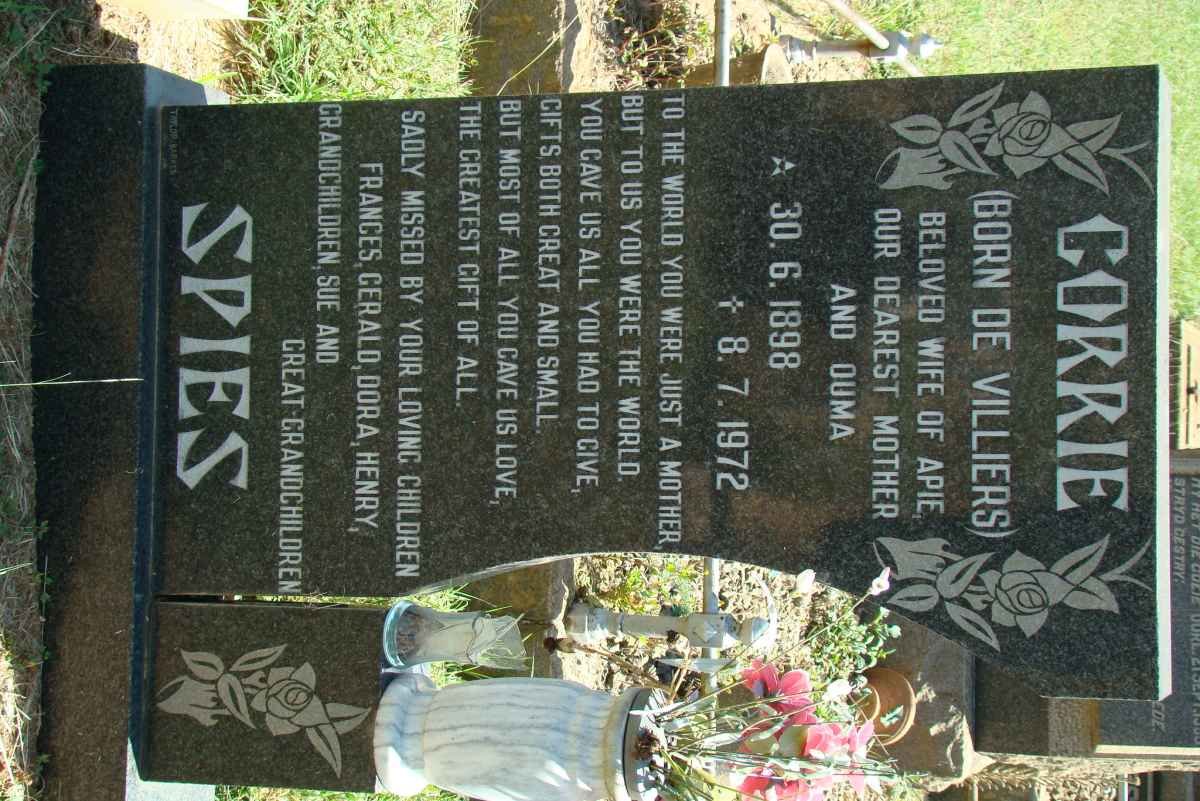 CORRIE
(BORN DE VILLIERS)
BELOVED WIFE OF APIE,
OUR DEAREST MOTHER
AND OUMA
30. 6. 1898
† 8. 7. 1972
TO THE WORLD YOU WERE JUST A MOTHER,
BUT TO US YOU WERE THE WORLD.
YOU GAVE US ALL YOU HAD TO GIVE,
GIFTS BOTH GREAT AND SMALL.
BUT MOST OF ALL YOU GAVE US LOVE,
THE GREATEST GIFT OF ALL.
SADLY MISSED BY YOUR LOVING CHILDREN
FRANCES, GERALD, DORA, HENRY,
GRANDCHILDREN, SUE AND
GREAT-GRANDCHILDREN
SPIES